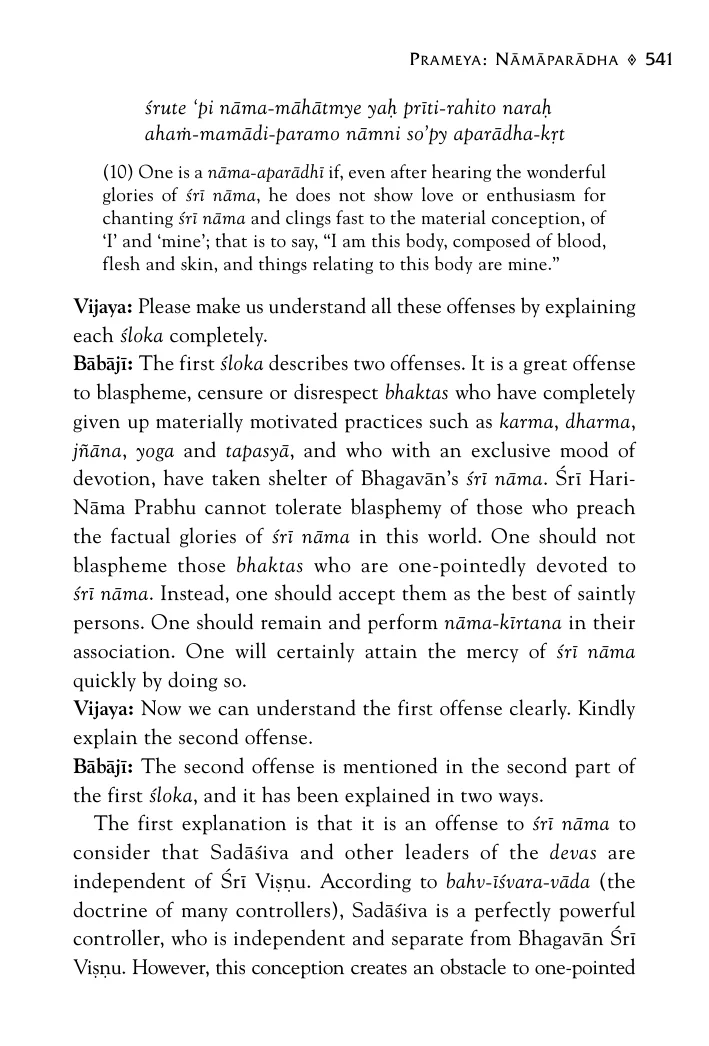 Prameya: Nāmāparādha ◊ 541
śrute ‘pi nāma-māhātmye yaḥ prīti-rahito naraḥ
ahaṁ-mamādi-paramo nāmni so’py aparādha-kṛt
(10) One is a nāma-aparādhī if, even after hearing the wonderful
glories of śrī nāma, he does not show love or enthusiasm for
chanting śrī nāma and clings fast to the material conception, of
‘I’ and ‘mine’; that is to say, “I am this body, composed of blood,
flesh and skin, and things relating to this body are mine.”
Vijaya: Please make us understand all these offenses by explaining
each śloka completely.
Bābājī: The first śloka describes two offenses. It is a great offense
to blaspheme, censure or disrespect bhaktas who have completely
given up materially motivated practices such as karma, dharma,
jñāna, yoga and tapasyā, and who with an exclusive mood of
devotion, have taken shelter of Bhagavān’s śrī nāma. Śrī Hari-
Nāma Prabhu cannot tolerate blasphemy of those who preach
the factual glories of śrī nāma in this world. One should not
blaspheme those bhaktas who are one-pointedly devoted to
śrī nāma. Instead, one should accept them as the best of saintly
persons. One should remain and perform nāma-kīrtana in their
association. One will certainly attain the mercy of śrī nāma
quickly by doing so.
Vijaya: Now we can understand the first offense clearly. Kindly
explain the second offense.
Bābājī: The second offense is mentioned in the second part of
the first śloka, and it has been explained in two ways.
The first explanation is that it is an offense to śrī nāma to
consider that Sadāśiva and other leaders of the devas are
independent of Śrī Viṣṇu. According to bahv-īśvara-vāda (the
doctrine of many controllers), Sadāśiva is a perfectly powerful
controller, who is independent and separate from Bhagavān Śrī
Viṣṇu. However, this conception creates an obstacle to one-pointed